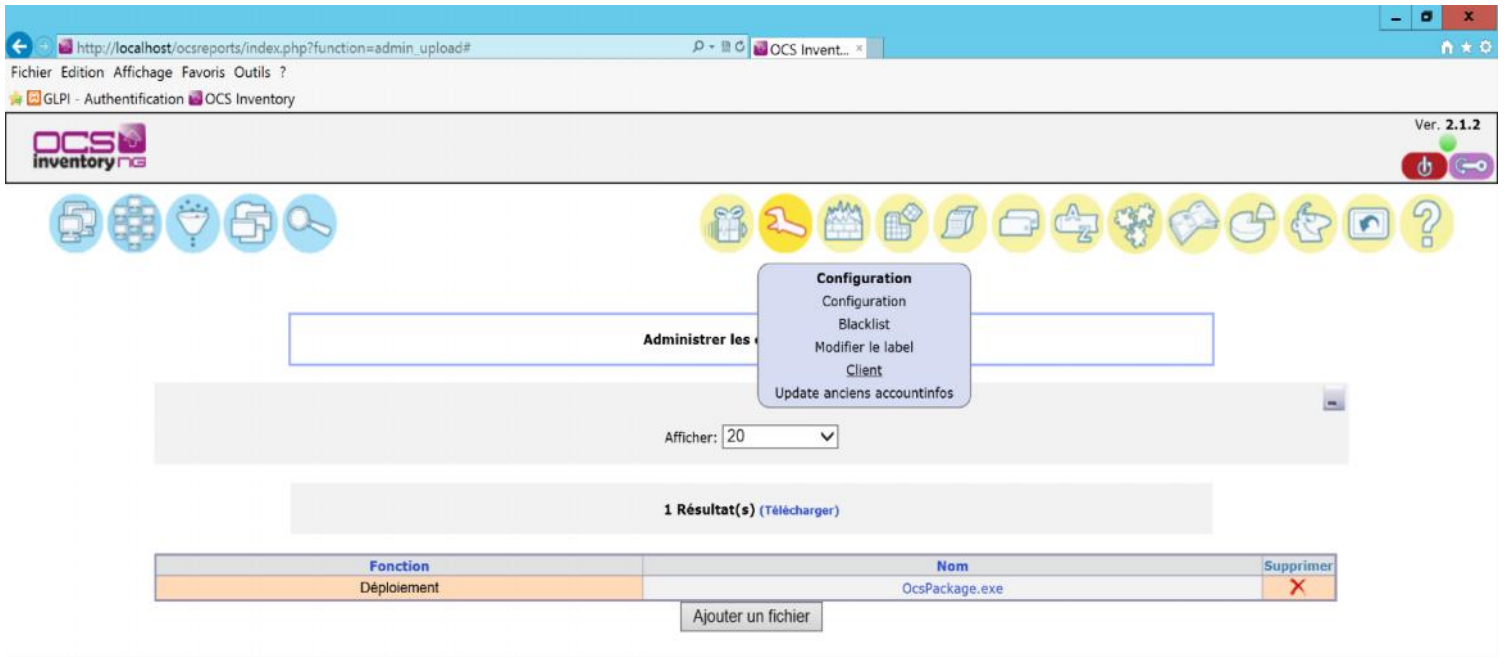 http://localhost/ocsreports/index.php?function=admin_upload#
OCS Invent...
Fichier Edition Affichage Favoris Outils ?
GLPI - Authentification OCS Inventory
OCS
inventory NG
Ver. 2.1.2
Configuration
Configuration
Blacklist
Modifier le label
Client
Update anciens accountinfos
Administrer les
Afficher: 20
1 Résultat(s) (Télécharger)
Fonction Nom Supprimer
Déploiement OcsPackage.exe
Ajouter un fichier